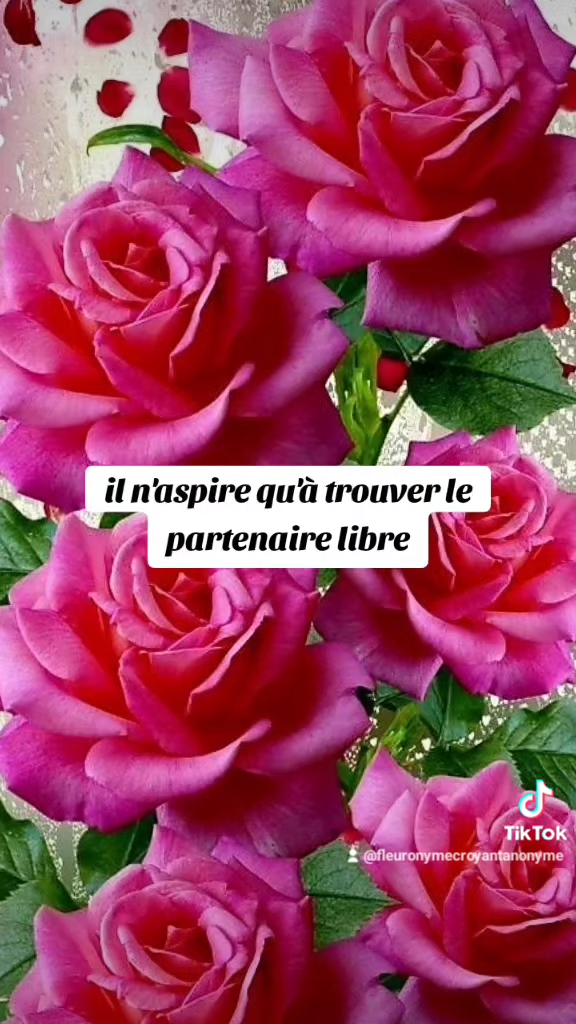 il n'aspire qu'à trouver le
partenaire libre
TikTok
@fleuronymecroyantanonyme